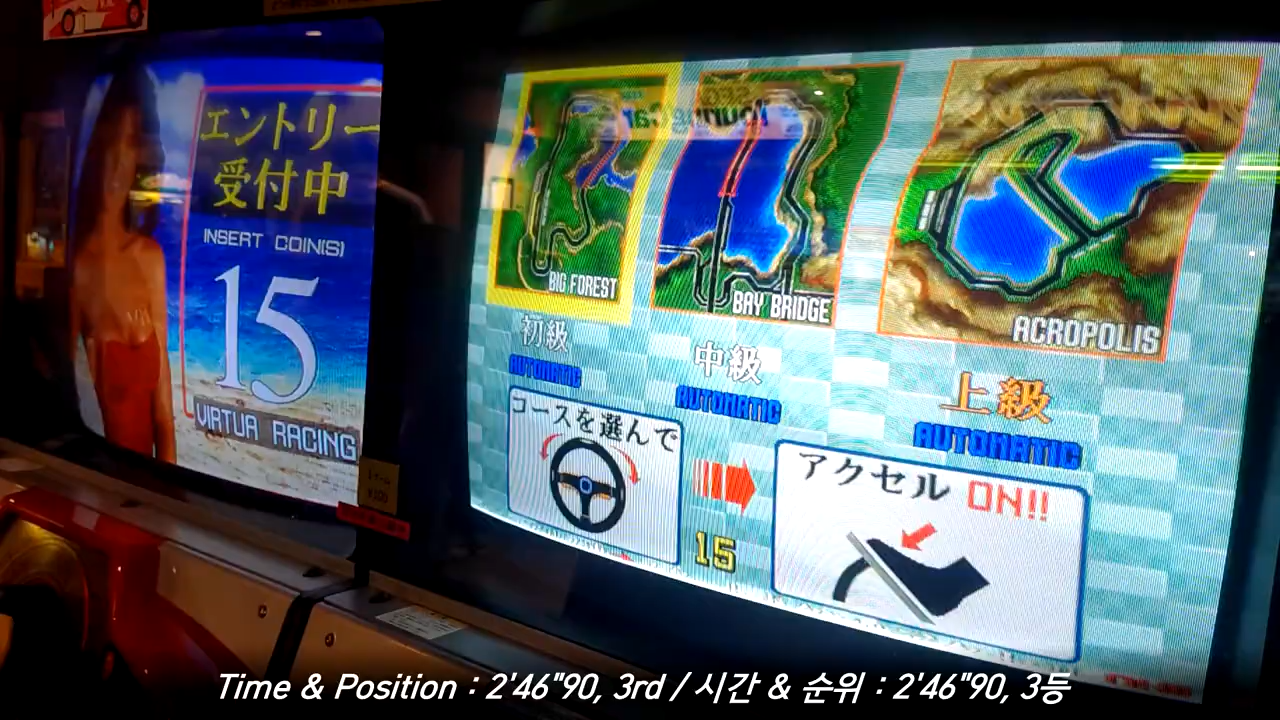 エントリー
受付中
INSERT COIN(S)
15
VIRTUA RACING
BIG FOREST
BAY BRIDGE
ACROPOLIS
初級
中級
上級
AUTOMATIC
AUTOMATIC
AUTOMATIC
コースを選んで
15
アクセル ON!!
Time & Position : 2'46"90, 3rd / 시간 & 순위 : 2'46"90, 3등